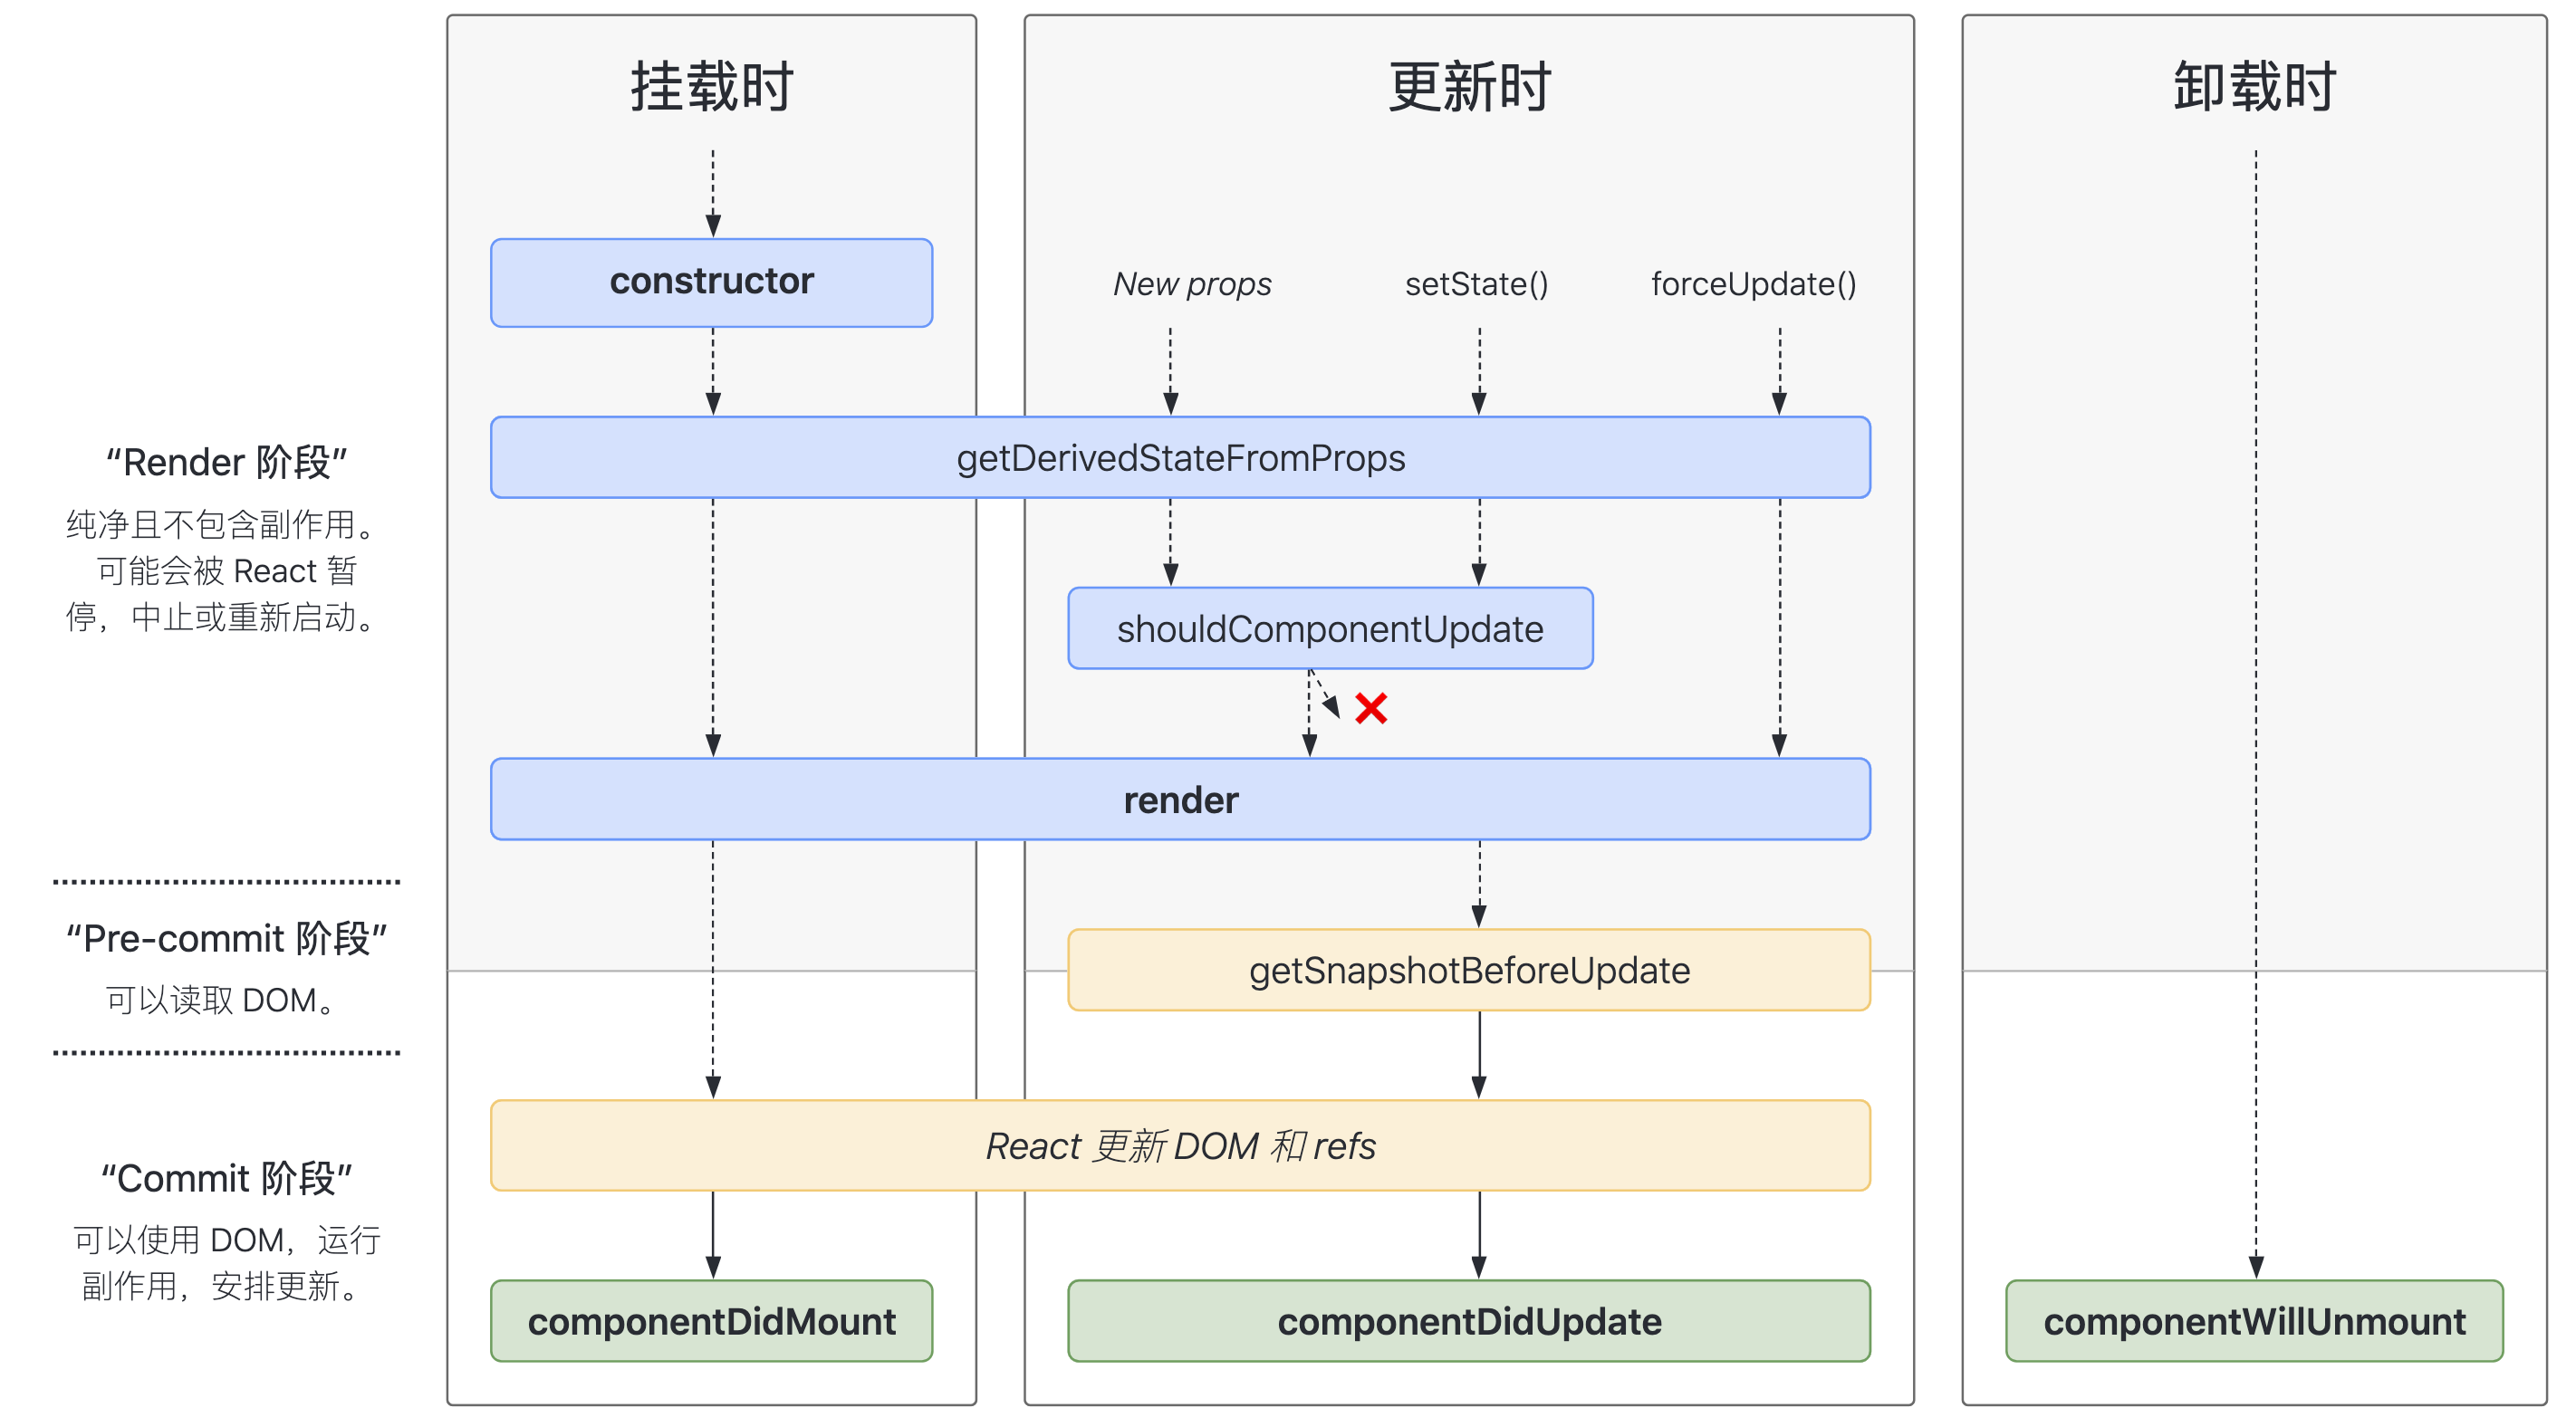 挂载时
更新时
卸载时
constructor
New props
setState()
forceUpdate()
“Render 阶段”
纯净且不包含副作用。
可能会被 React 暂
停，中止或重新启动。
getDerivedStateFromProps
shouldComponentUpdate
render
“Pre-commit 阶段”
可以读取 DOM。
getSnapshotBeforeUpdate
“Commit 阶段”
可以使用 DOM，运行
副作用，安排更新。
React 更新 DOM 和 refs
componentDidMount
componentDidUpdate
componentWillUnmount